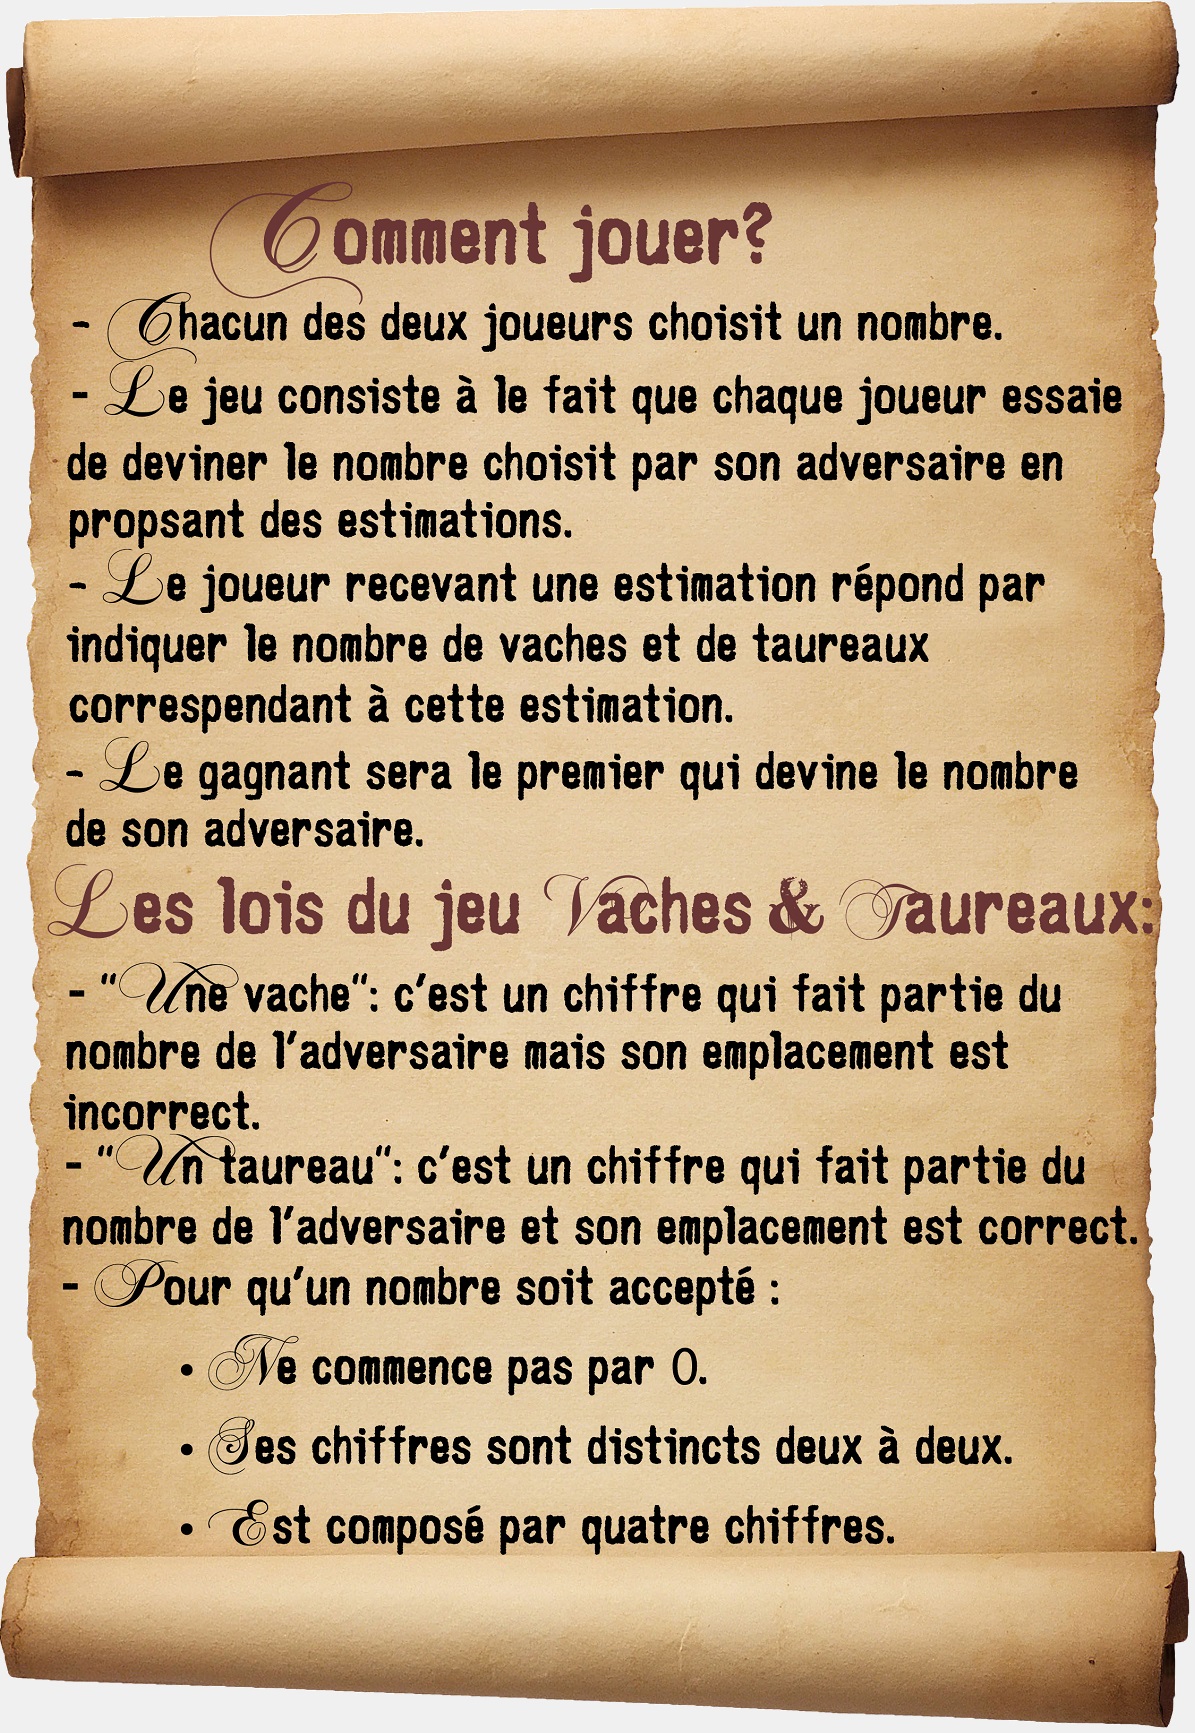 Comment jouer?
- Chacun des deux joueurs choisit un nombre.
- Le jeu consiste à le fait que chaque joueur essaie
de deviner le nombre choisit par son adversaire en
propsant des estimations.
- Le joueur recevant une estimation répond par
indiquer le nombre de vaches et de taureaux
correspendant à cette estimation.
- Le gagnant sera le premier qui devine le nombre
de son adversaire.
Les lois du jeu Vaches & Taureaux:
- "Une vache": c'est un chiffre qui fait partie du
nombre de l'adversaire mais son emplacement est
incorrect.
- "Un taureau": c'est un chiffre qui fait partie du
nombre de l'adversaire et son emplacement est correct.
- Pour qu'un nombre soit accepté :
• Ne commence pas par 0.
• Ses chiffres sont distincts deux à deux.
• Est composé par quatre chiffres.